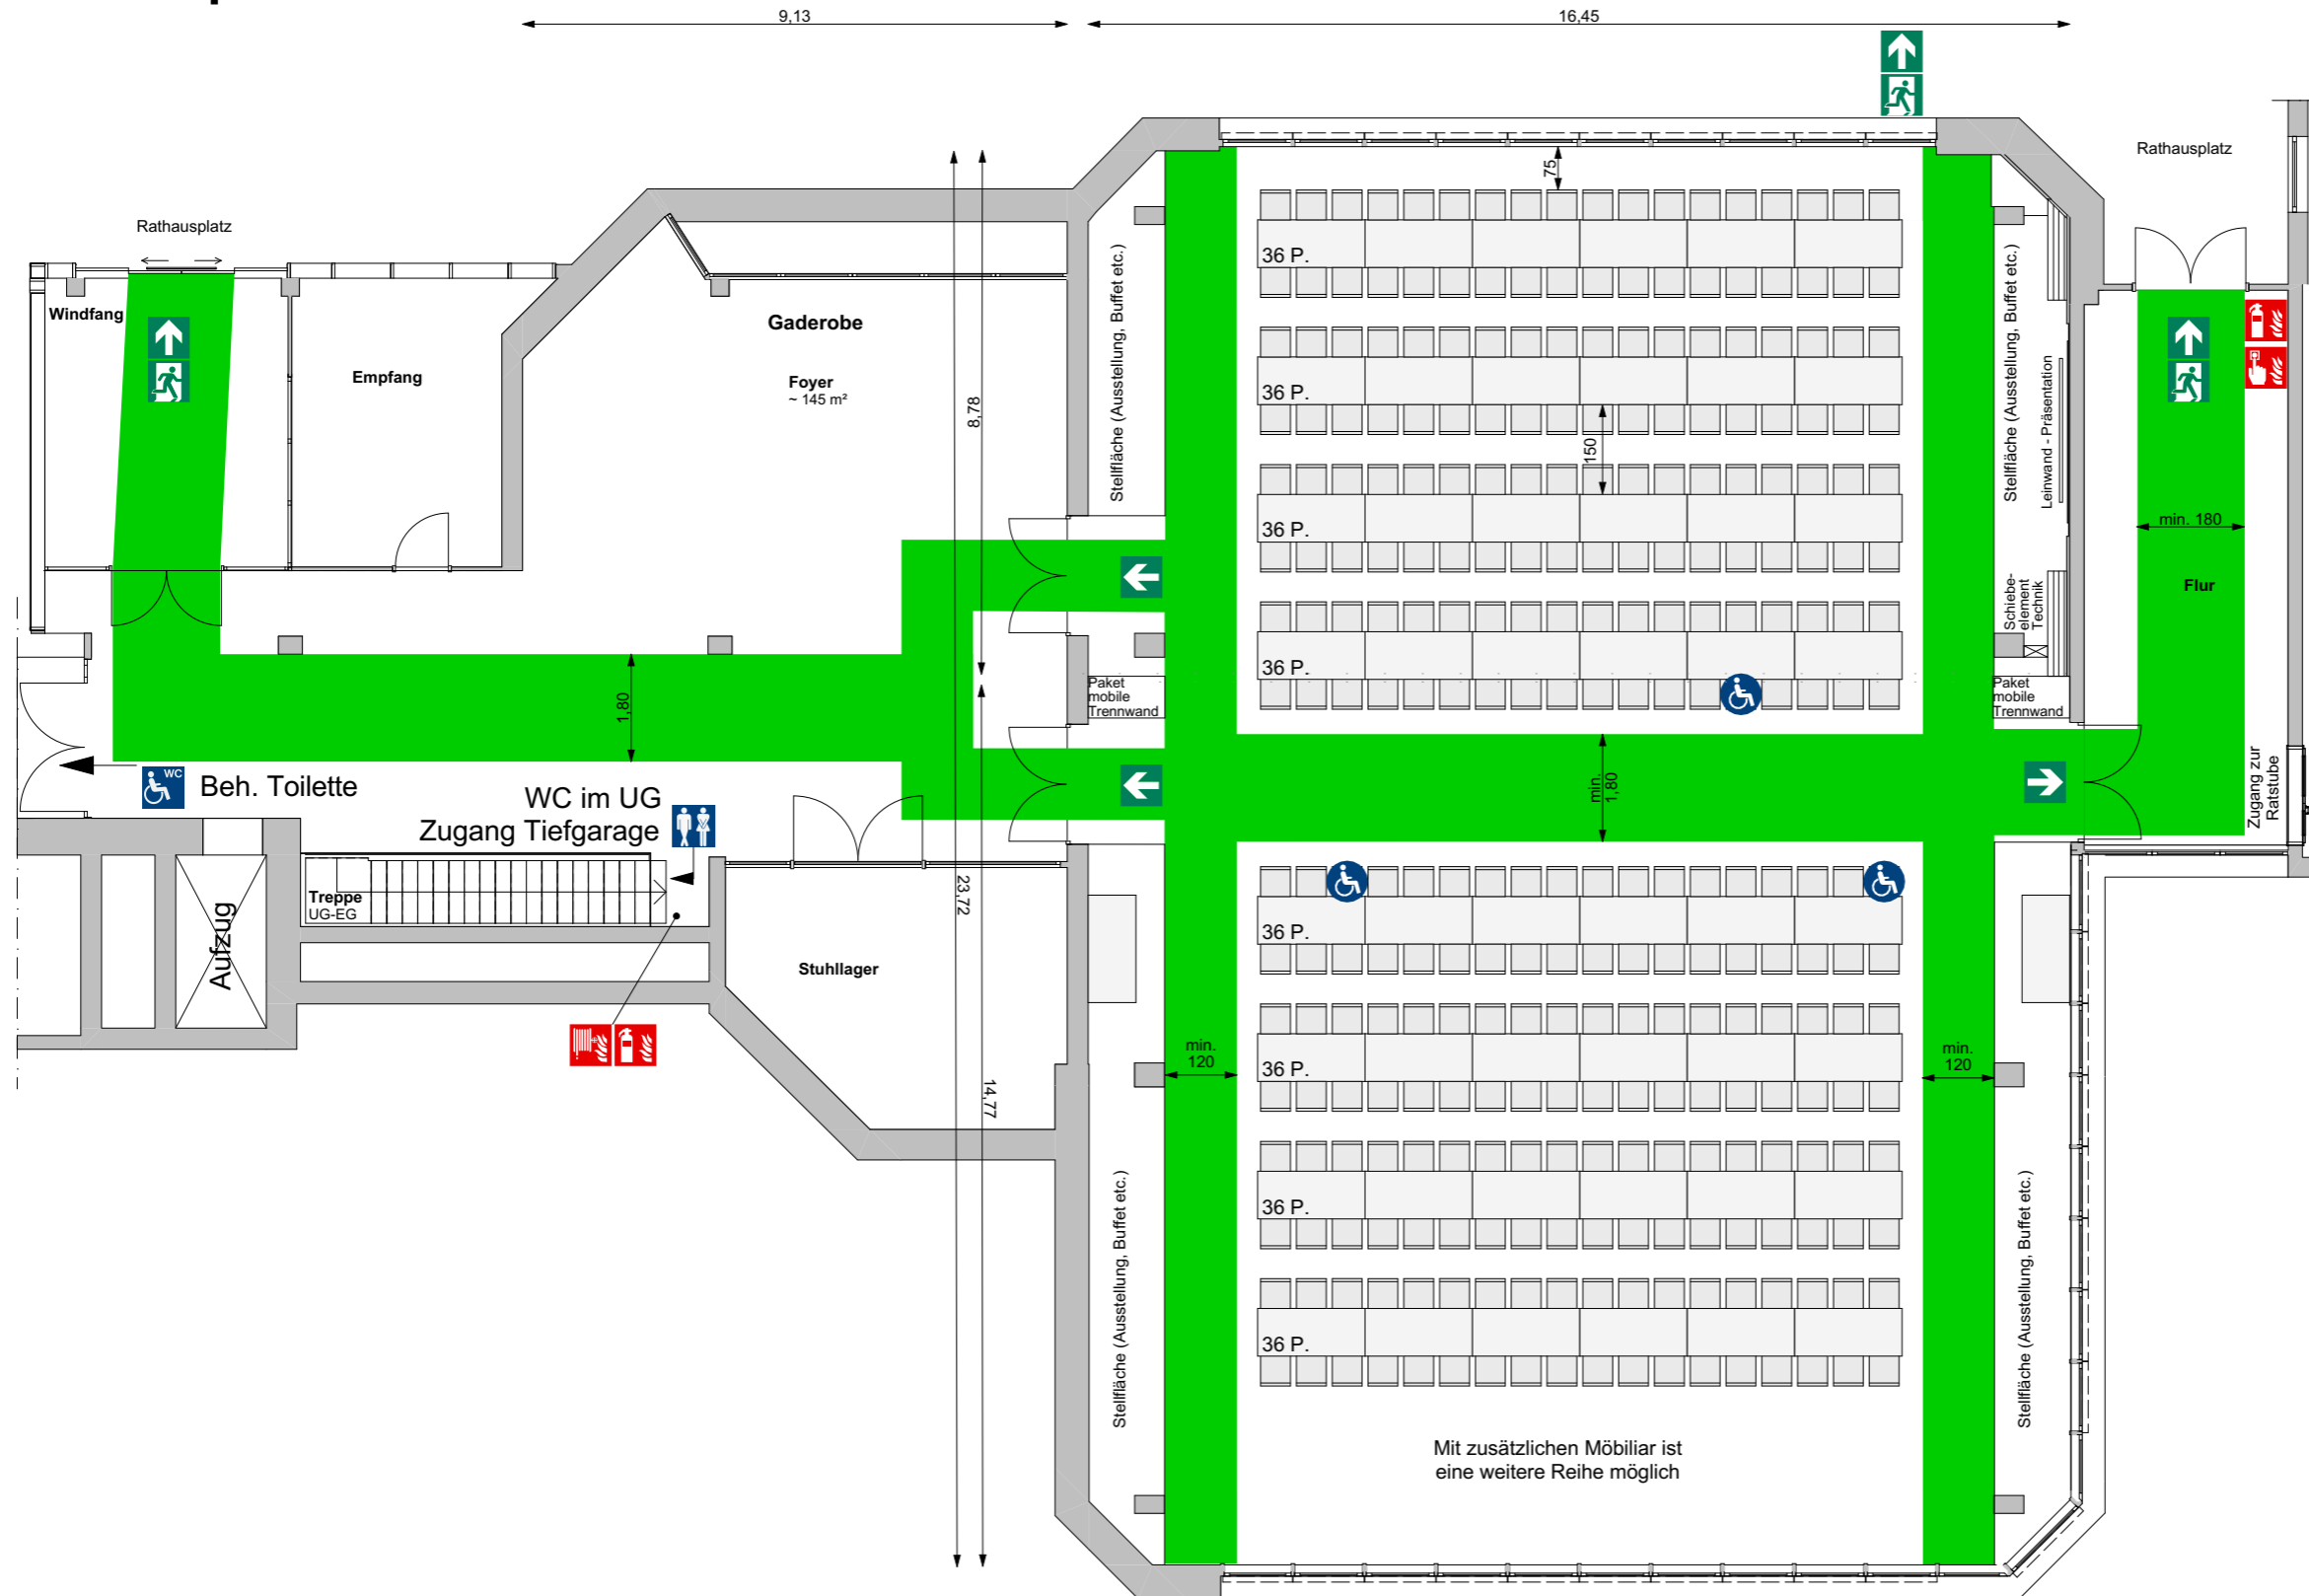 9,13
16,45
Rathausplatz
Rathausplatz
75
Windfang
Empfang
Gaderobe
Foyer
~ 145 m²
8,78
Stellfläche (Ausstellung, Buffet etc.)
36 P.
36 P.
150
36 P.
36 P.
Stellfläche (Ausstellung, Buffet etc.)
Leinwand - Präsentation
Schiebe-
element
Technik
min. 180
Flur
Paket
mobile
Trennwand
Paket
mobile
Trennwand
1,80
min.
1,80
Zugang zur
Ratstube
WC
Beh. Toilette
WC im UG
Zugang Tiefgarage
Treppe
UG-EG
Aufzug
23,72
Stuhllager
14,77
36 P.
36 P.
36 P.
36 P.
min.
120
min.
120
Stellfläche (Ausstellung, Buffet etc.)
Stellfläche (Ausstellung, Buffet etc.)
Mit zusätzlichen Möbiliar ist
eine weitere Reihe möglich